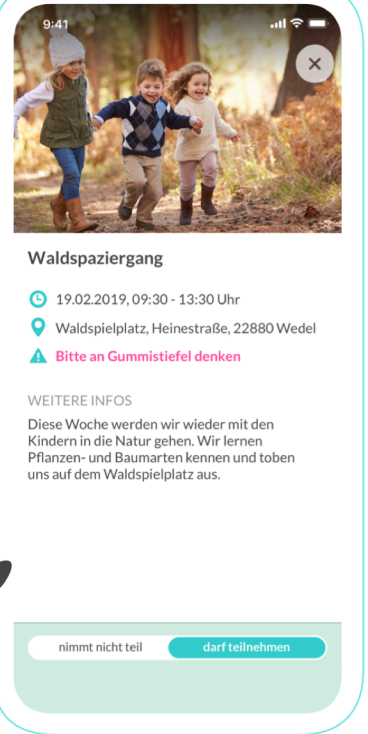 9:41
Waldspaziergang
19.02.2019, 09:30 - 13:30 Uhr
Waldspielplatz, Heinestraße, 22880 Wedel
Bitte an Gummistiefel denken
WEITERE INFOS
Diese Woche werden wir wieder mit den
Kindern in die Natur gehen. Wir lernen
Pflanzen- und Baumarten kennen und toben
uns auf dem Waldspielplatz aus.
nimmt nicht teil darf teilnehmen